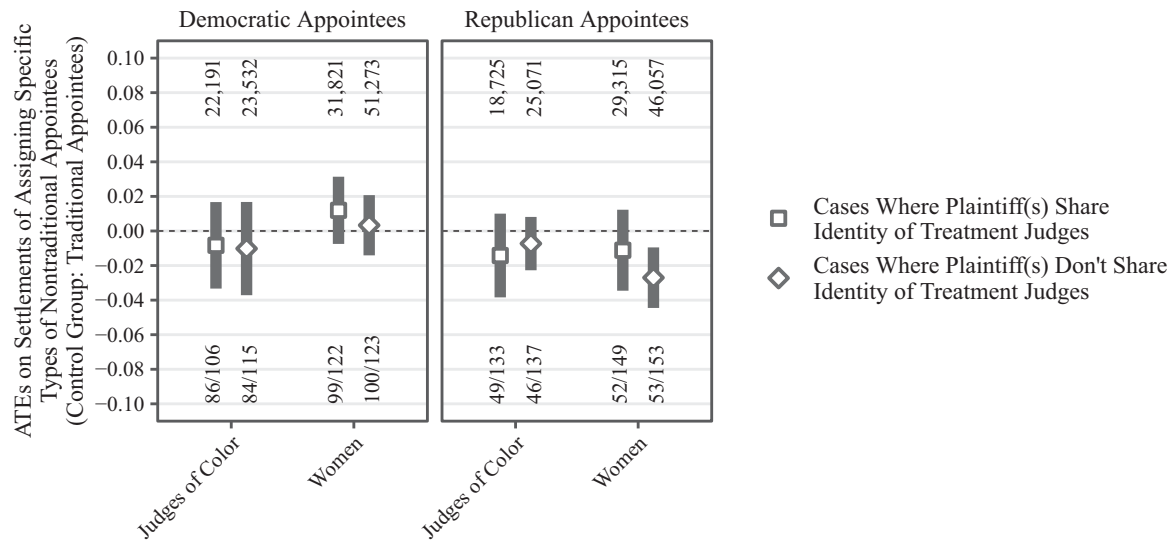 Democratic Appointees
Republican Appointees
ATEs on Settlements of Assigning Specific
Types of Nontraditional Appointees
(Control Group: Traditional Appointees)
0.10
0.08
0.06
0.04
0.02
0.00
−0.02
−0.04
−0.06
−0.08
−0.10
22,191
23,532
31,821
51,273
18,725
25,071
29,315
46,057
86/106
84/115
99/122
100/123
49/133
46/137
52/149
53/153
Judges of Color
Women
Judges of Color
Women
Cases Where Plaintiff(s) Share
Identity of Treatment Judges
Cases Where Plaintiff(s) Don't Share
Identity of Treatment Judges